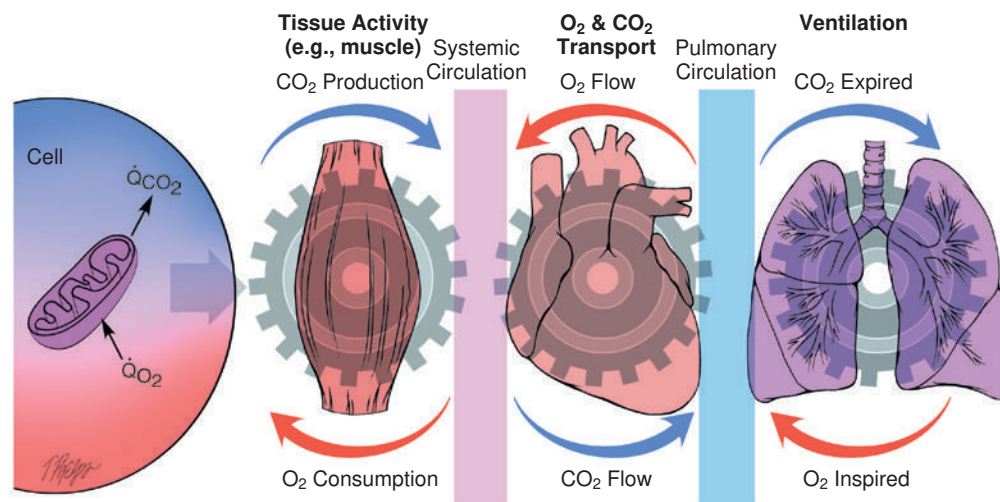 Tissue Activity
(e.g., muscle)
CO₂ Production
Systemic
Circulation
O₂ & CO₂
Transport
O₂ Flow
Pulmonary
Circulation
Ventilation
CO₂ Expired
Cell
Q̇CO₂
Q̇O₂
O₂ Consumption
CO₂ Flow
O₂ Inspired